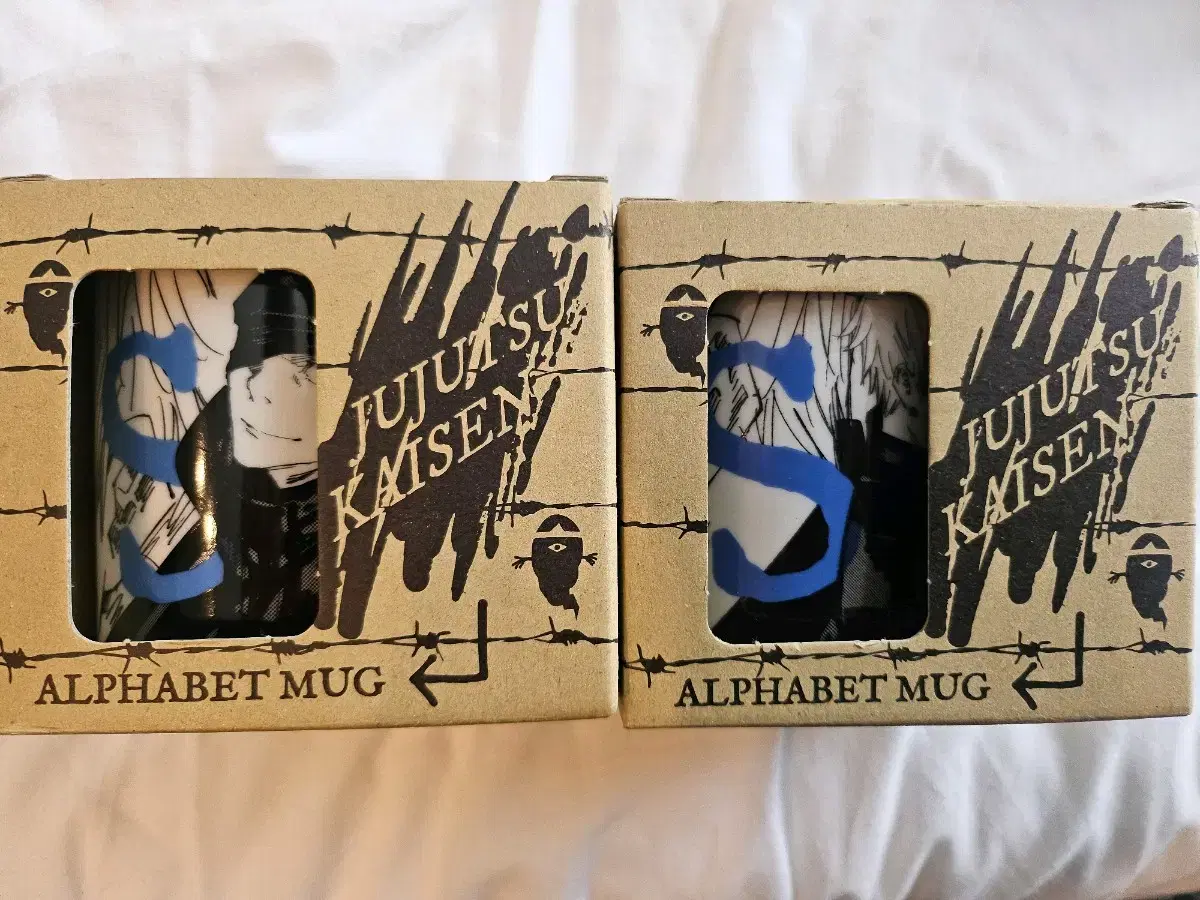 S
JUJUTSU
KAISEN
ALPHABET MUG
S
JUJUTSU
KAISEN
ALPHABET MUG